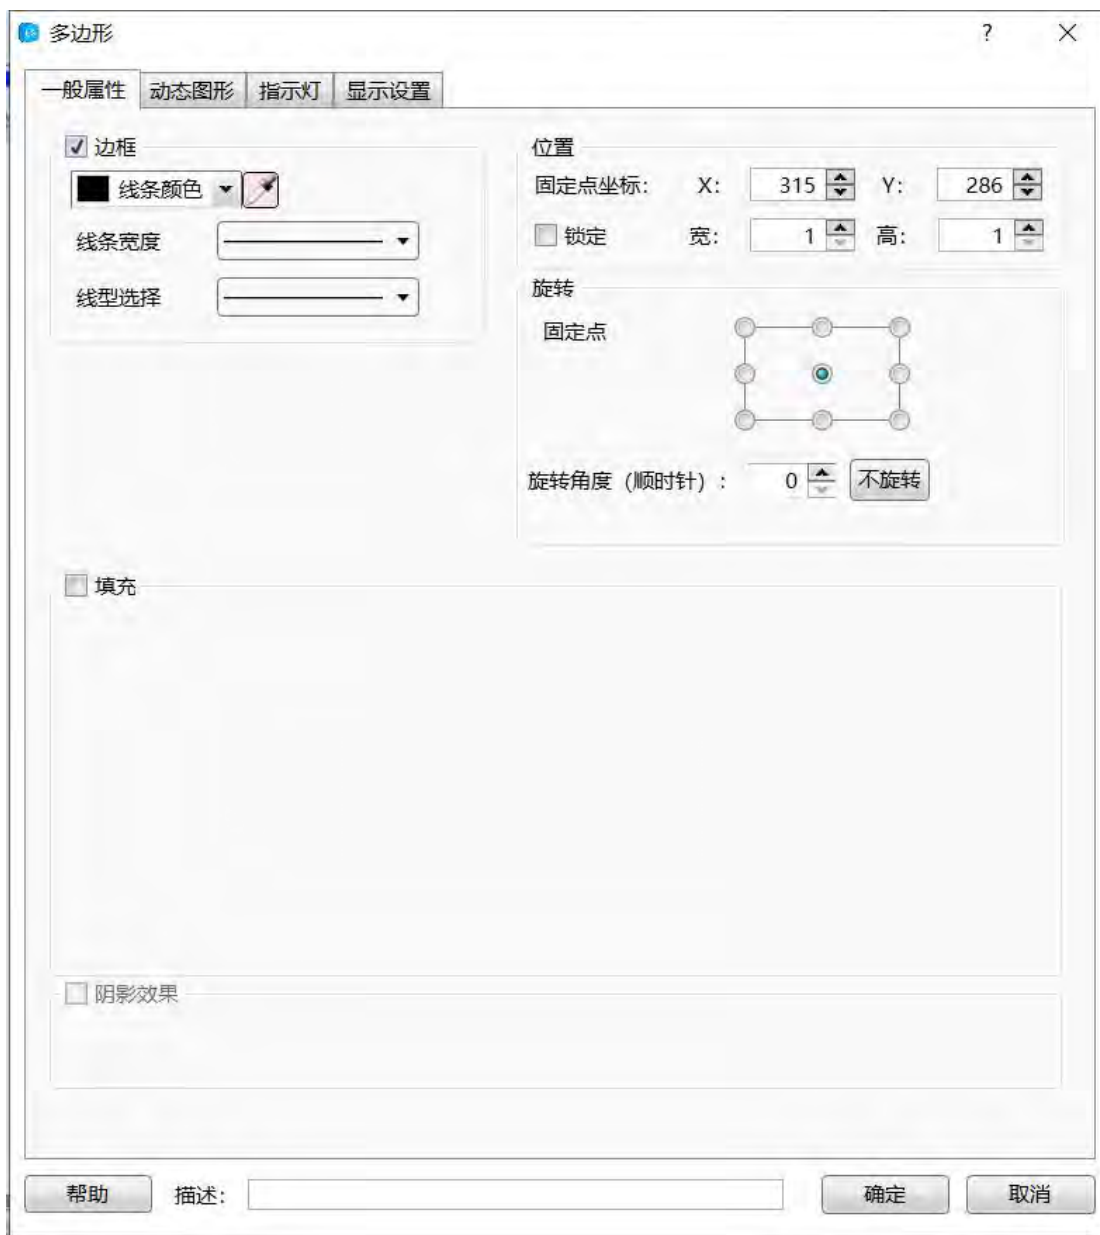 多边形 ?
一般属性 动态图形 指示灯 显示设置
边框
线条颜色
线条宽度
线型选择
位置
固定点坐标: X: 315 Y: 286
锁定 宽: 1 高: 1
旋转
固定点
旋转角度（顺时针）: 0 不旋转
填充
阴影效果
帮助 描述: 确定 取消